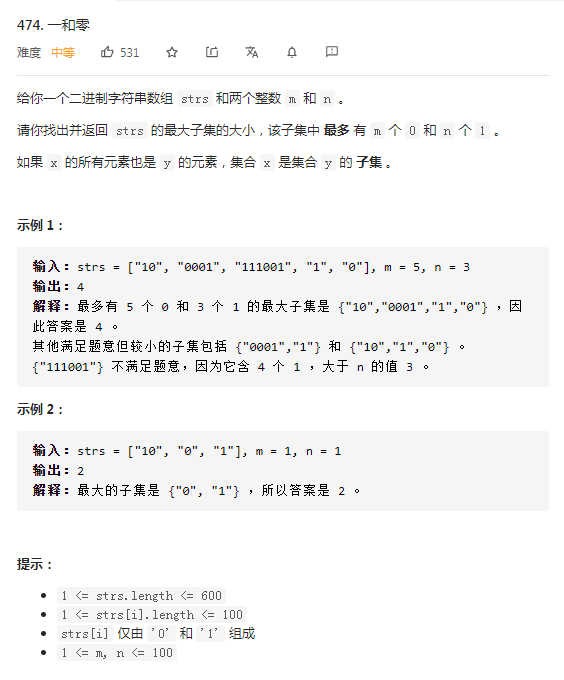 474. 一和零
难度 中等 531
给你一个二进制字符串数组 strs 和两个整数 m 和 n 。
请你找出并返回 strs 的最大子集的大小，该子集中 最多 有 m 个 0 和 n 个 1 。
如果 x 的所有元素也是 y 的元素，集合 x 是集合 y 的 子集 。
示例 1：
输入：strs = ["10", "0001", "111001", "1", "0"], m = 5, n = 3
输出：4
解释：最多有 5 个 0 和 3 个 1 的最大子集是 {"10","0001","1","0"} ，因
此答案是 4 。
其他满足题意但较小的子集包括 {"0001","1"} 和 {"10","1","0"} 。
{"111001"} 不满足题意，因为它含 4 个 1 ，大于 n 的值 3 。
示例 2：
输入：strs = ["10", "0", "1"], m = 1, n = 1
输出：2
解释：最大的子集是 {"0", "1"} ，所以答案是 2 。
提示：
1 <= strs.length <= 600
1 <= strs[i].length <= 100
strs[i] 仅由 '0' 和 '1' 组成
1 <= m, n <= 100